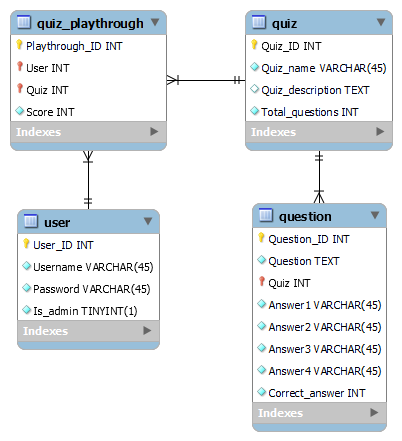 quiz_playthrough
Playthrough_ID INT
User INT
Quiz INT
Score INT
Indexes
quiz
Quiz_ID INT
Quiz_name VARCHAR(45)
Quiz_description TEXT
Total_questions INT
Indexes
user
User_ID INT
Username VARCHAR(45)
Password VARCHAR(45)
Is_admin TINYINT(1)
Indexes
question
Question_ID INT
Question TEXT
Quiz INT
Answer1 VARCHAR(45)
Answer2 VARCHAR(45)
Answer3 VARCHAR(45)
Answer4 VARCHAR(45)
Correct_answer INT
Indexes